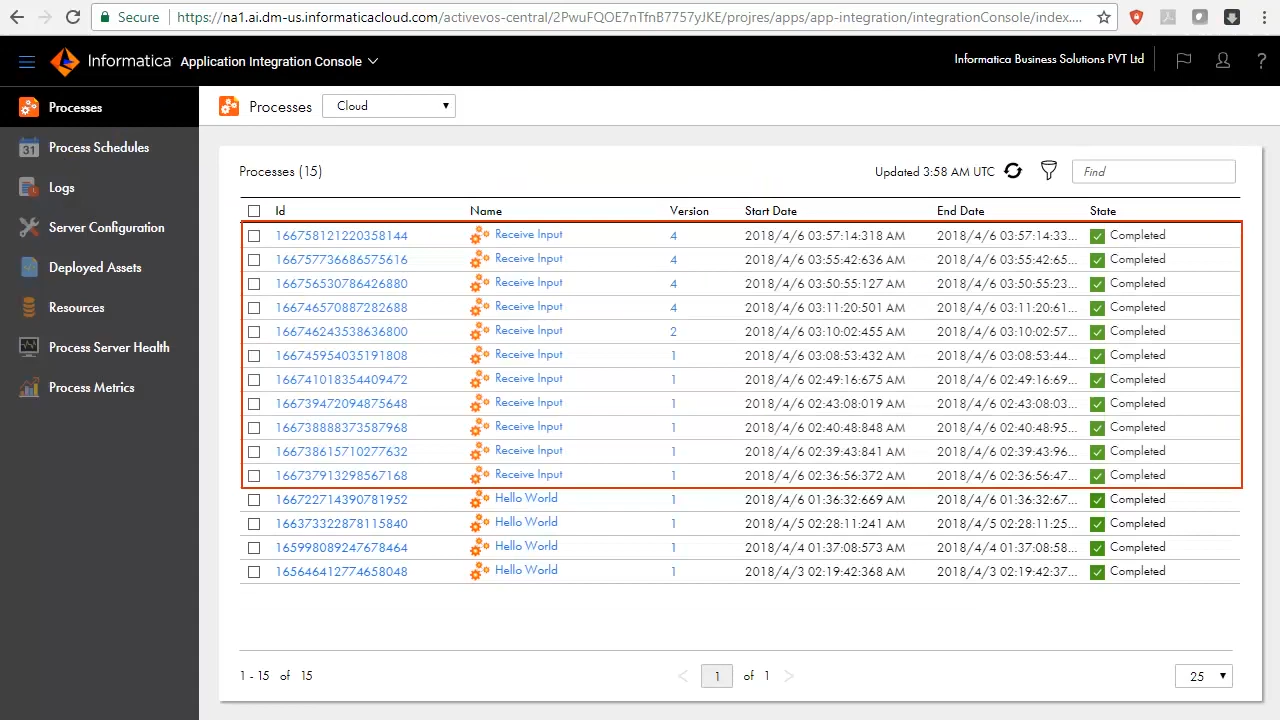 Secure https://na1.ai.dm-us.informaticacloud.com/activevos-central/2PwuFQOE7nTfnB7757yJKE/projres/apps/app-integration/integrationConsole/index....
Informatica Application Integration Console Informatica Business Solutions PVT Ltd ?
Processes
Process Schedules
31
Logs
Server Configuration
Deployed Assets
Resources
Process Server Health
Process Metrics
Processes Cloud
Processes (15) Updated 3:58 AM UTC Find
Id Name Version Start Date End Date State
166758121220358144 Receive Input 4 2018/4/6 03:57:14:318 AM 2018/4/6 03:57:14:33... Completed
166757736686575616 Receive Input 4 2018/4/6 03:55:42:636 AM 2018/4/6 03:55:42:65... Completed
166756530786426880 Receive Input 4 2018/4/6 03:50:55:127 AM 2018/4/6 03:50:55:23... Completed
166746570887282688 Receive Input 4 2018/4/6 03:11:20:501 AM 2018/4/6 03:11:20:61... Completed
166746243538636800 Receive Input 2 2018/4/6 03:10:02:455 AM 2018/4/6 03:10:02:57... Completed
166745954035191808 Receive Input 1 2018/4/6 03:08:53:432 AM 2018/4/6 03:08:53:44... Completed
166741018354409472 Receive Input 1 2018/4/6 02:49:16:675 AM 2018/4/6 02:49:16:69... Completed
166739472094875648 Receive Input 1 2018/4/6 02:43:08:019 AM 2018/4/6 02:43:08:03... Completed
166738888373587968 Receive Input 1 2018/4/6 02:40:48:848 AM 2018/4/6 02:40:48:95... Completed
166738615710277632 Receive Input 1 2018/4/6 02:39:43:841 AM 2018/4/6 02:39:43:96... Completed
166737913298567168 Receive Input 1 2018/4/6 02:36:56:372 AM 2018/4/6 02:36:56:47... Completed
166722714390781952 Hello World 1 2018/4/6 01:36:32:669 AM 2018/4/6 01:36:32:67... Completed
166373322878115840 Hello World 1 2018/4/5 02:28:11:241 AM 2018/4/5 02:28:11:25... Completed
165998089247678464 Hello World 1 2018/4/4 01:37:08:573 AM 2018/4/4 01:37:08:58... Completed
165646412774658048 Hello World 1 2018/4/3 02:19:42:368 AM 2018/4/3 02:19:42:37... Completed
1 - 15 of 15 < 1 of 1 > 25